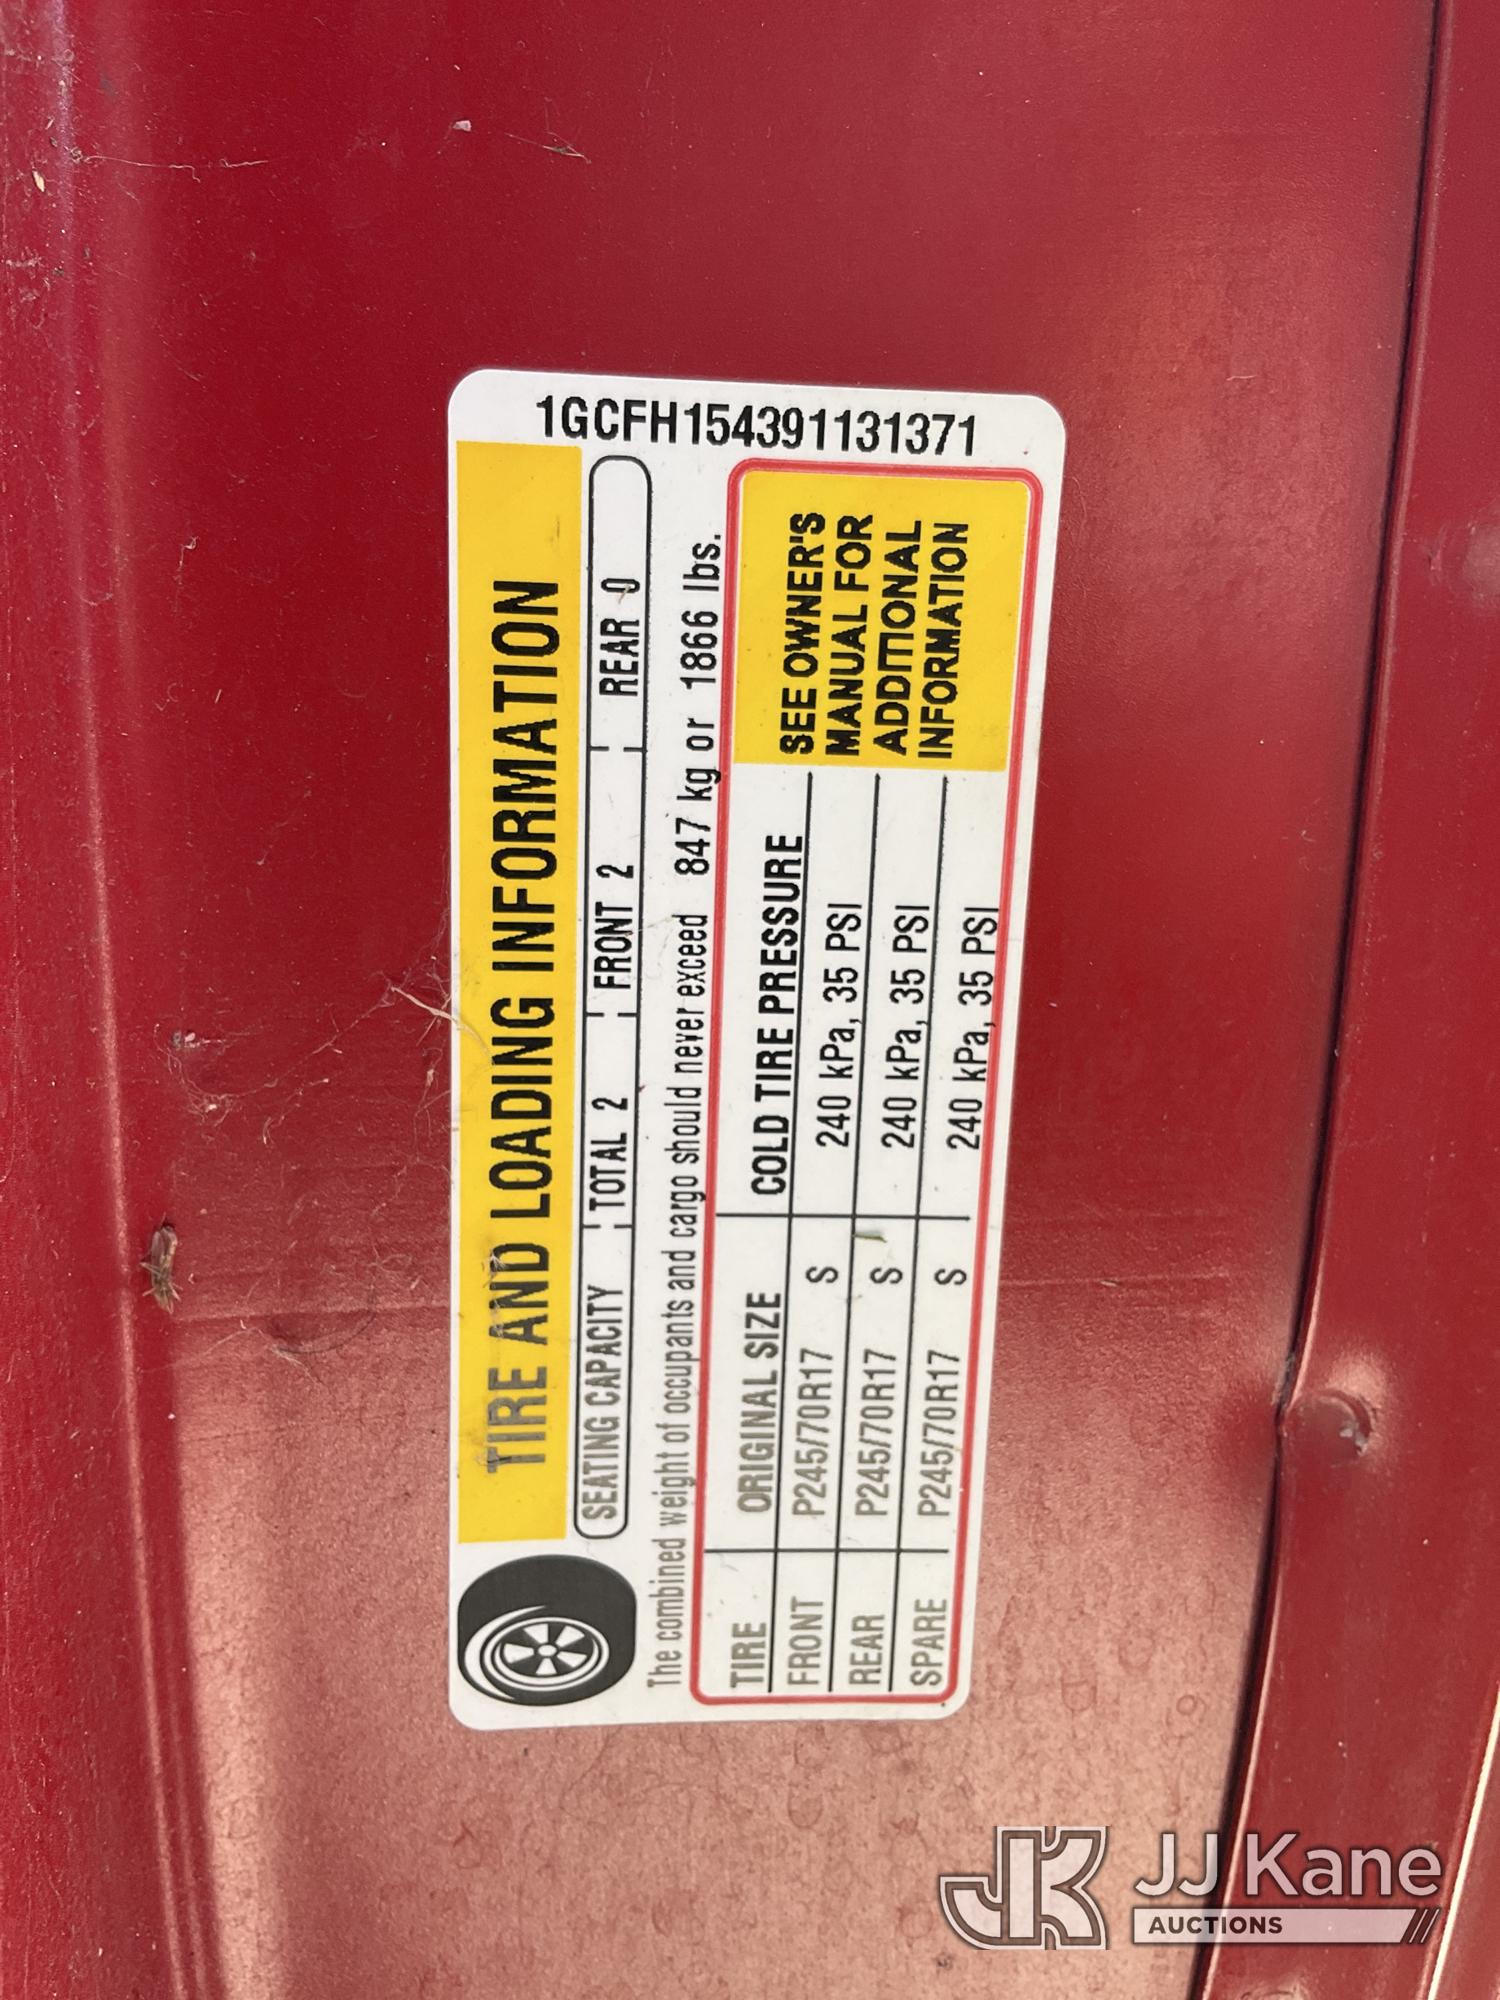 1GCFH154391131371
TIRE AND LOADING INFORMATION
SEATING CAPACITY TOTAL 2 FRONT 2 REAR 0
The combined weight of occupants and cargo should never exceed 847 kg or 1866 lbs.
TIRE ORIGINAL SIZE COLD TIRE PRESSURE
FRONT P245/70R17 S 240 kPa, 35 PSI
REAR P245/70R17 S 240 kPa, 35 PSI
SPARE P245/70R17 S 240 kPa, 35 PSI
SEE OWNER'S
MANUAL FOR
ADDITIONAL
INFORMATION
JK JJ Kane
AUCTIONS